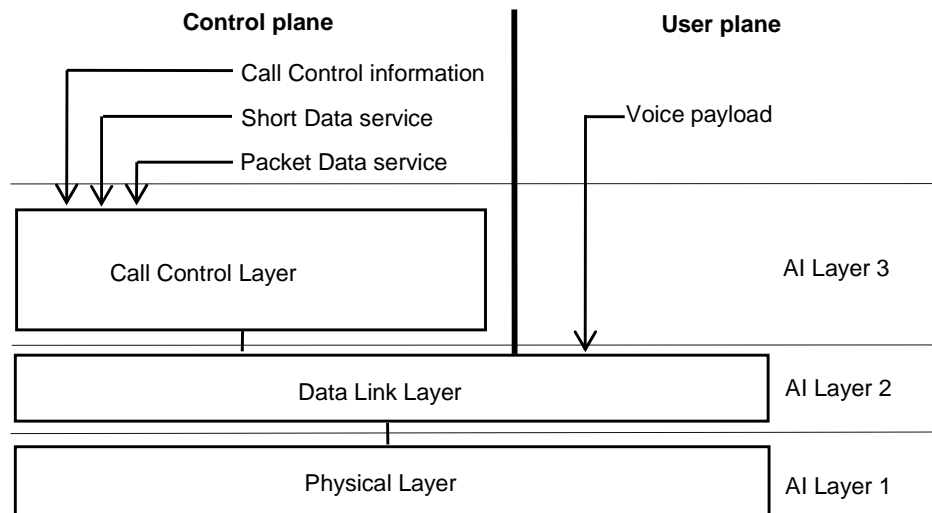 Control plane
User plane
Call Control information
Short Data service
Voice payload
Packet Data service
Call Control Layer
AI Layer 3
Data Link Layer
AI Layer 2
Physical Layer
AI Layer 1